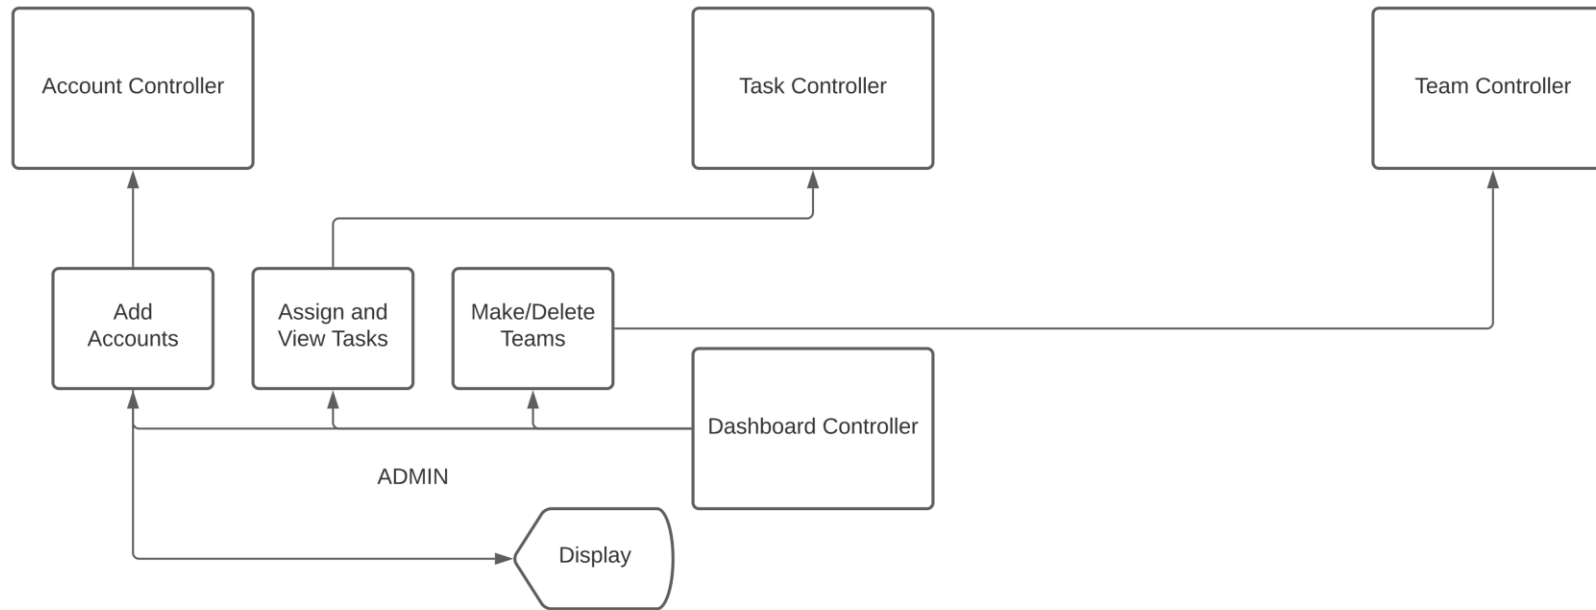 Account Controller
Task Controller
Team Controller
Add
Accounts
Assign and
View Tasks
Make/Delete
Teams
Dashboard Controller
ADMIN
Display